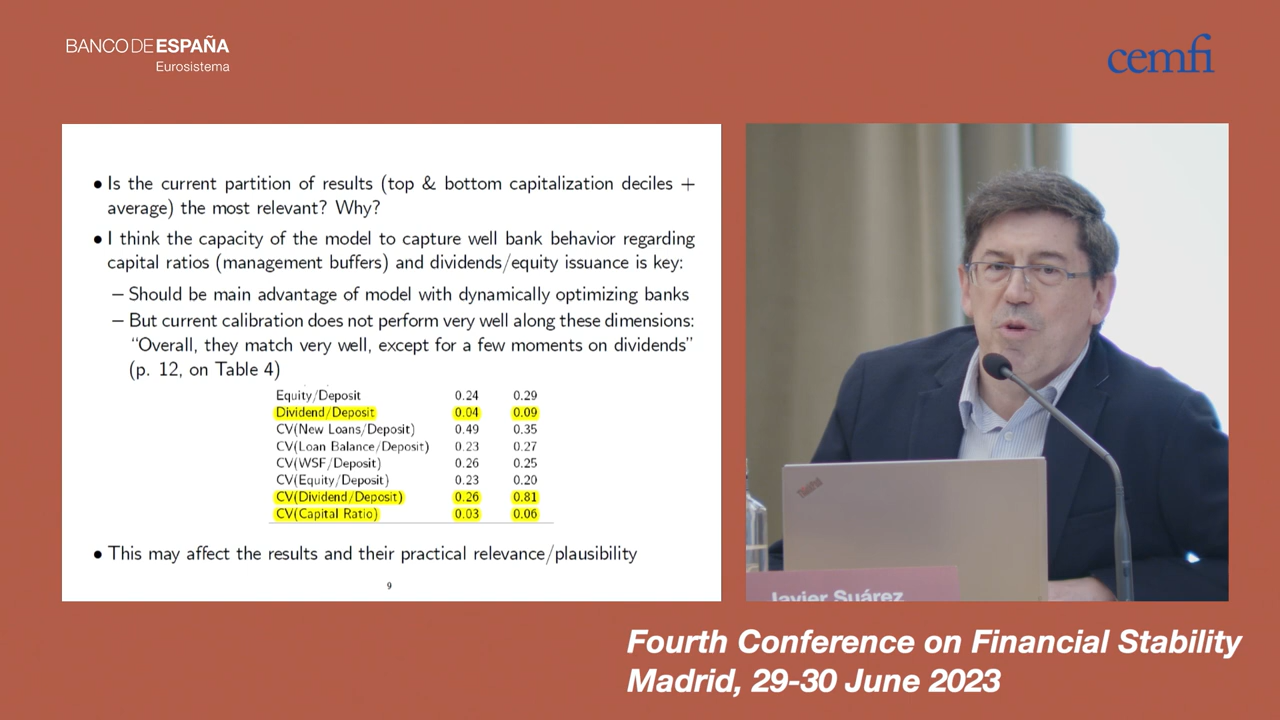 BANCO DE ESPAÑA
Eurosistema
cemfi
● Is the current partition of results (top & bottom capitalization deciles +
average) the most relevant? Why?
● I think the capacity of the model to capture well bank behavior regarding
capital ratios (management buffers) and dividends/equity issuance is key:
– Should be main advantage of model with dynamically optimizing banks
– But current calibration does not perform very well along these dimensions:
“Overall, they match very well, except for a few moments on dividends”
(p. 12, on Table 4)
Equity/Deposit 0.24 0.29
Dividend/Deposit 0.04 0.09
CV(New Loans/Deposit) 0.49 0.35
CV(Loan Balance/Deposit) 0.23 0.27
CV(WSF/Deposit) 0.26 0.25
CV(Equity/Deposit) 0.23 0.20
CV(Dividend/Deposit) 0.26 0.81
CV(Capital Ratio) 0.03 0.06
● This may affect the results and their practical relevance/plausibility
9
ThinkPad
Javier Suárez
Fourth Conference on Financial Stability
Madrid, 29-30 June 2023